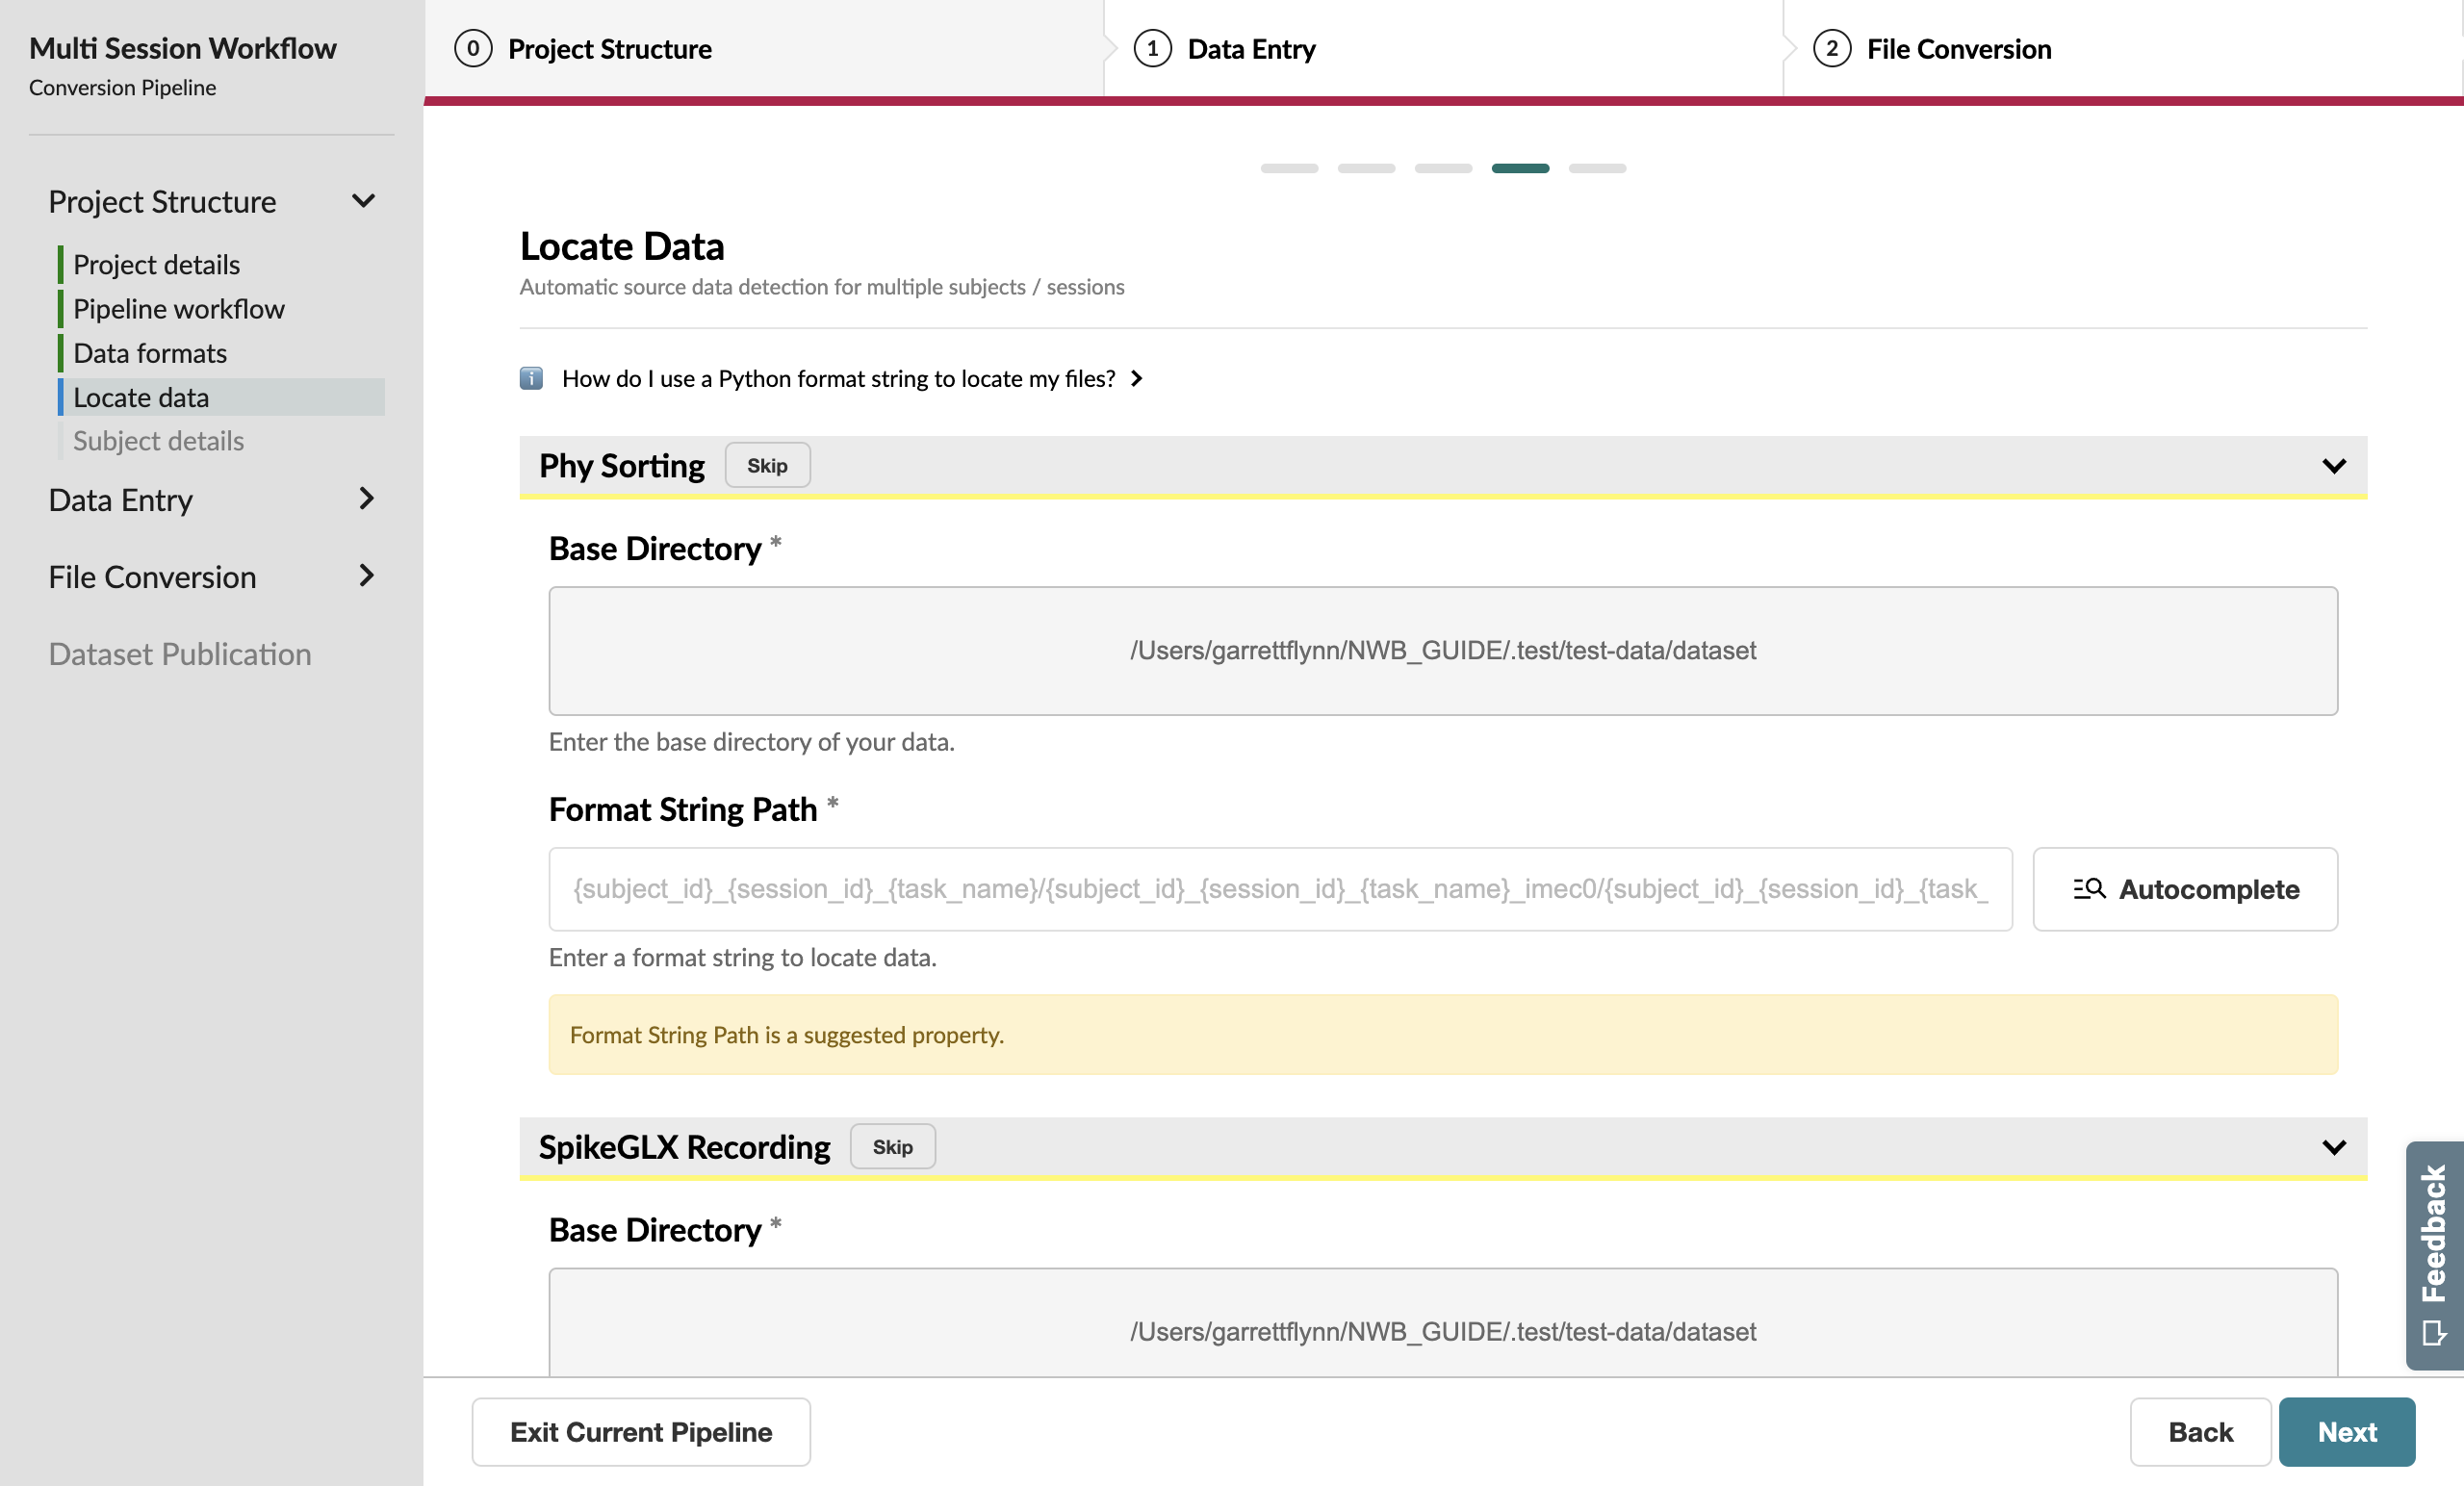 Multi Session Workflow
Conversion Pipeline
Project Structure
Project details
Pipeline workflow
Data formats
Locate data
Subject details
Data Entry
File Conversion
Dataset Publication
0 Project Structure
1 Data Entry
2 File Conversion
Locate Data
Automatic source data detection for multiple subjects / sessions
i How do I use a Python format string to locate my files?
Phy Sorting Skip
Base Directory *
/Users/garrettflynn/NWB_GUIDE/.test/test-data/dataset
Enter the base directory of your data.
Format String Path *
{subject_id}_{session_id}_{task_name}/{subject_id}_{session_id}_{task_name}_imec0/{subject_id}_{session_id}_{task_
Autocomplete
Enter a format string to locate data.
Format String Path is a suggested property.
SpikeGLX Recording Skip
Base Directory *
/Users/garrettflynn/NWB_GUIDE/.test/test-data/dataset
Feedback
Exit Current Pipeline
Back
Next